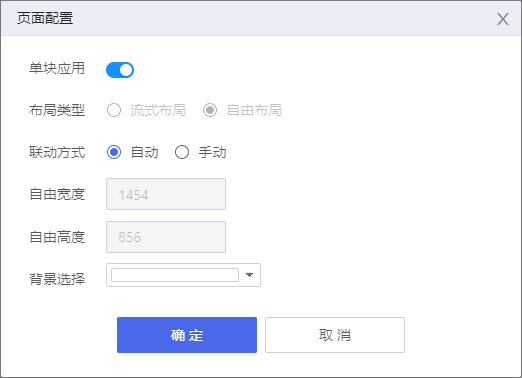 页面配置 X
单块应用
布局类型 流式布局 自由布局
联动方式 自动 手动
自由宽度 1454
自由高度 856
背景选择
确定 取消